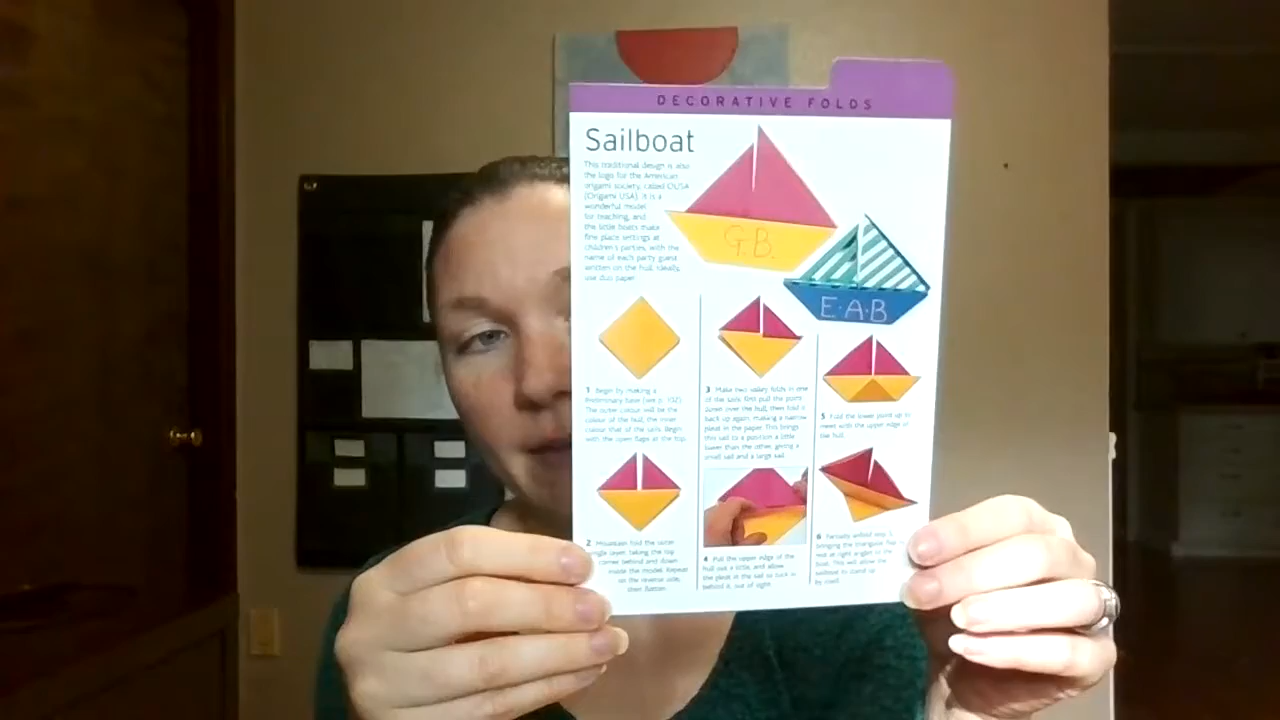 DECORATIVE FOLDS
Sailboat
This traditional design is also
the logo for the American
origami society, called OUSA
(Origami USA). It is a
wonderful model
for teaching, and
the little boats make
fine place settings at
children's parties, with the
name of each party guest
written on the hull. Ideally,
use duo paper.
G.B.
E.A.B
1 Begin by making a
Preliminary base (see p. 102).
The outer colour will be the
colour of the hull, the inner
colour that of the sails. Begin
with the open flaps at the top.
2 Mountain fold the outer
single layer, taking the top
corner behind and down
inside the model. Repeat
on the reverse side,
then flatten.
3 Make two valley folds in one
of the sails: first pull the point
down over the hull, then fold it
back up again, making a narrow
pleat in the paper. This brings
this sail to a position a little
lower than the other, giving a
small sail and a large sail.
4 Pull the upper edge of the
hull out a little, and allow
the pleat in the sail to tuck in
behind it, out of sight.
5 Fold the lower point up to
meet with the upper edge of
the hull.
6 Partially unfold step 5,
bringing the triangular flap to
rest at right angles to the
boat. This will allow the
sailboat to stand up
by itself.